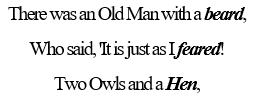 There was an Old Man with a beard,
Who said, 'It is just as I feared!
Two Owls and a Hen,